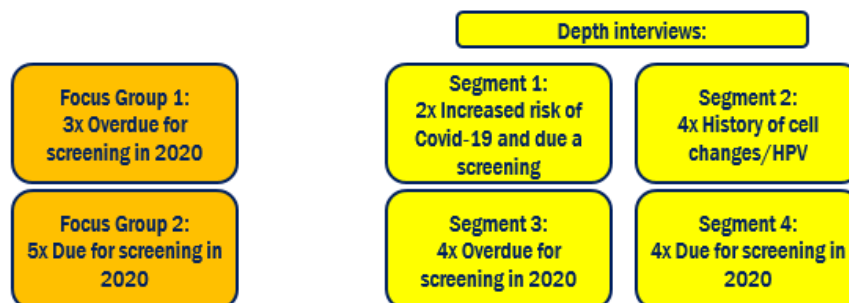 Depth interviews:
Focus Group 1:
3x Overdue for
screening in 2020
Segment 1:
2x Increased risk of
Covid-19 and due a
screening
Segment 2:
4x History of cell
changes/HPV
Focus Group 2:
5x Due for screening in
2020
Segment 3:
4x Overdue for
screening in 2020
Segment 4:
4x Due for screening in
2020